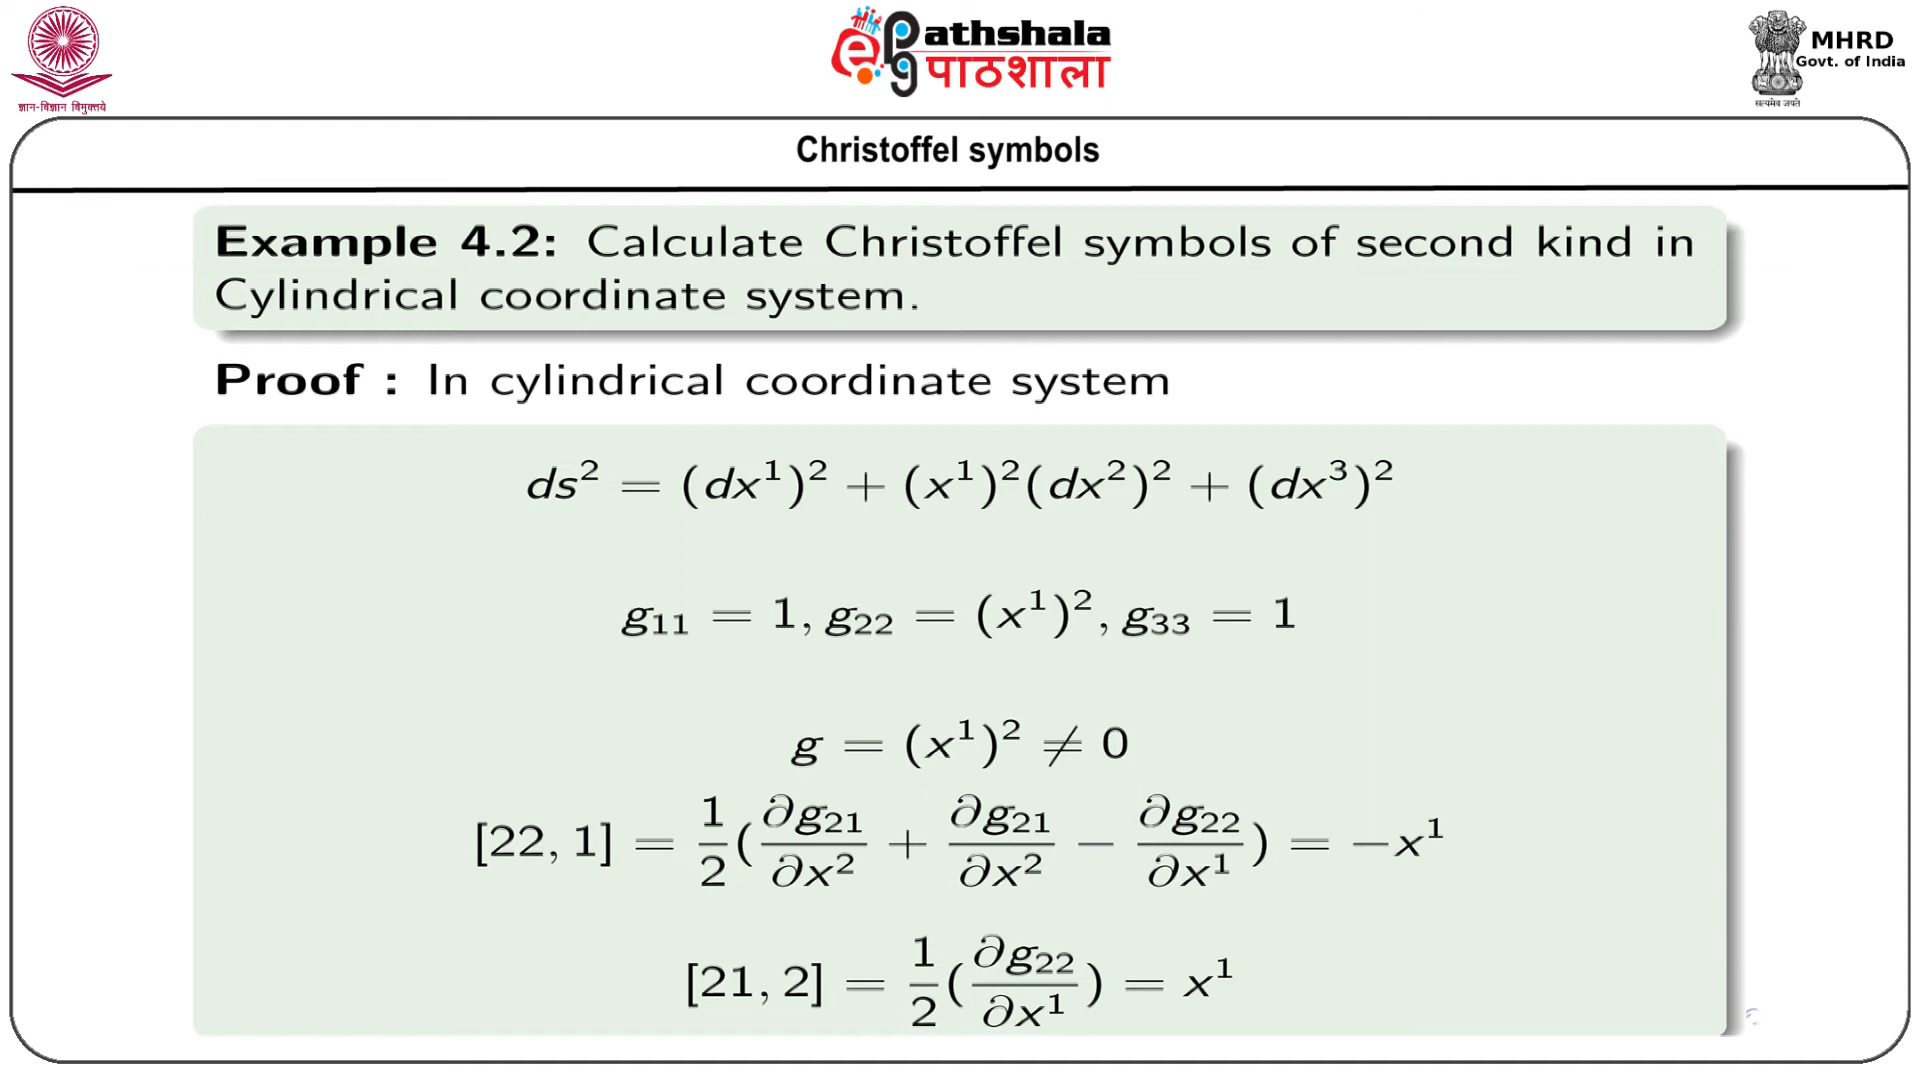 ज्ञान-विज्ञान विमुक्तये
ePG Pathshala
पाठशाला
MHRD
Govt. of India
सत्यमेव जयते
Christoffel symbols
Example 4.2: Calculate Christoffel symbols of second kind in
Cylindrical coordinate system.
Proof : In cylindrical coordinate system
ds² = (dx¹)² + (x¹)²(dx²)² + (dx³)²
g₁₁ = 1, g₂₂ = (x¹)², g₃₃ = 1
g = (x¹)² ≠ 0
[22, 1] = 1/2(∂g₂₁/∂x² + ∂g₂₁/∂x² − ∂g₂₂/∂x¹) = −x¹
[21, 2] = 1/2(∂g₂₂/∂x¹) = x¹